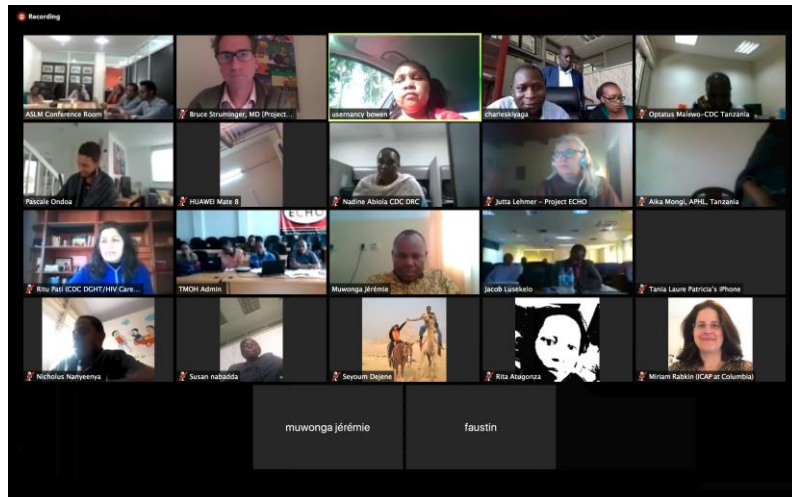 Recording
ASLM Conference Room
Bruce Struminger, MD (Project...
usernancy bowen
charleskiyaga
Optatus Malewo-CDC Tanzania
Pascale Ondoa
HUAWEI Mate 8
Nadine Abiola CDC DRC
Jutta Lehmer - Project ECHO
Aika Mongi, APHL, Tanzania
Ritu Pati (CDC DGHT/HIV Care...
TMOH Admin
Muwonga Jérémie
Jacob Lusekelo
Tania Laure Patricia's iPhone
Nicholus Nanyeenya
Susan nabadda
Seyoum Dejene
Rita Atugonza
Miriam Rabkin (ICAP at Columbia)
ECHO
muwonga jérémie
faustin